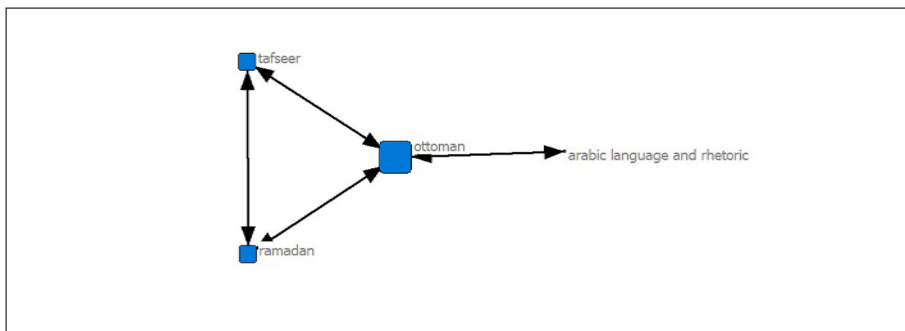 tafseer
ottoman
arabic language and rhetoric
ramadan